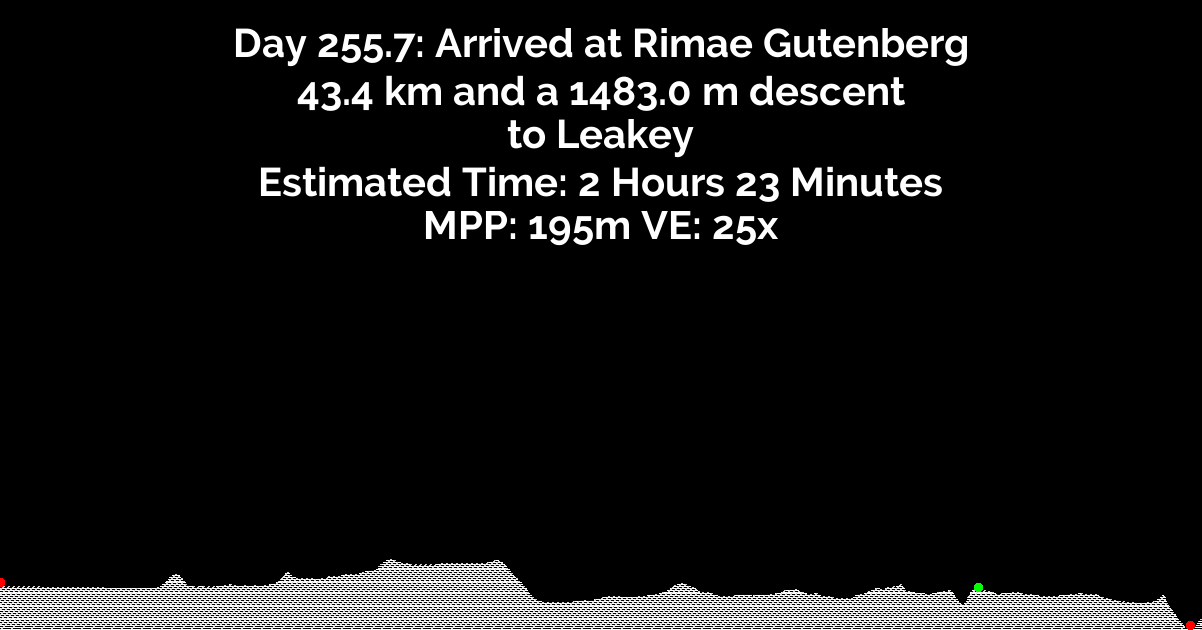 Day 255.7: Arrived at Rimae Gutenberg
43.4 km and a 1483.0 m descent
to Leakey
Estimated Time: 2 Hours 23 Minutes
MPP: 195m VE: 25x